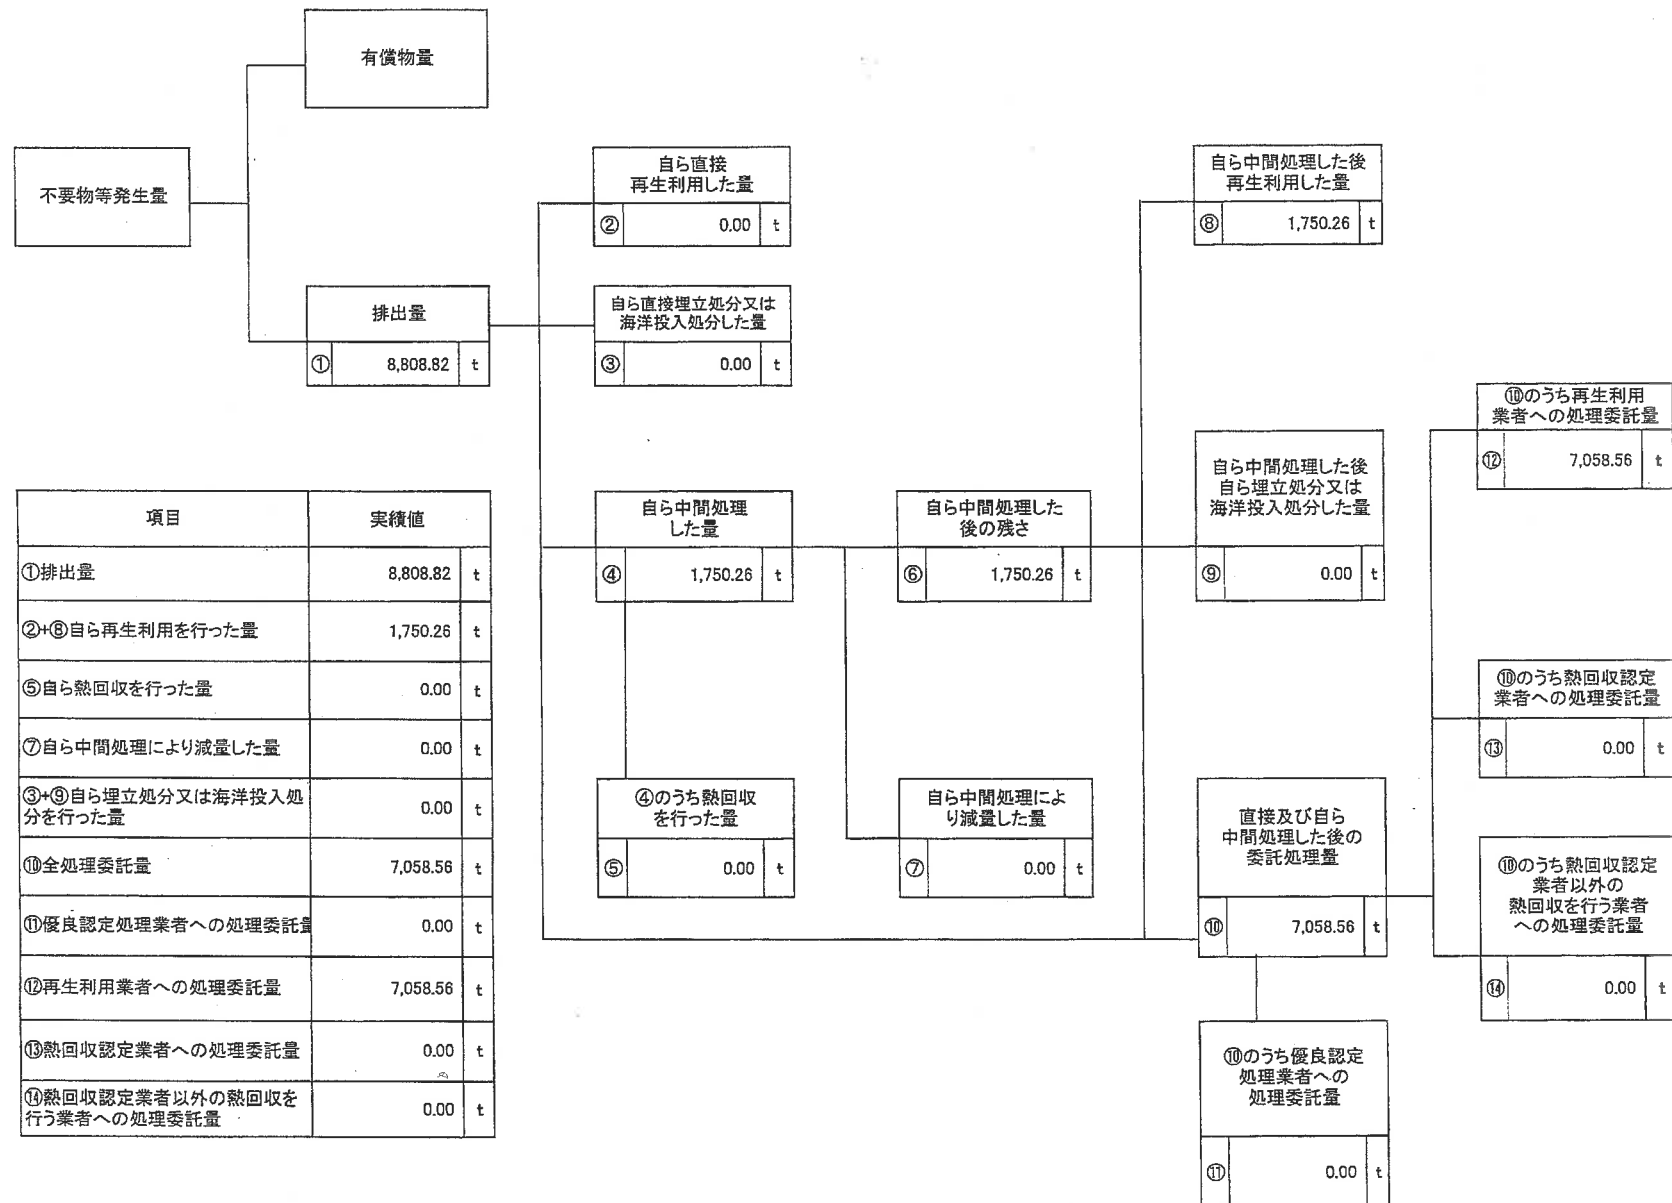 有償物量
不要物等発生量
排出量
① 8,808.82 t
自ら直接
再生利用した量
② 0.00 t
自ら直接埋立処分又は
海洋投入処分した量
③ 0.00 t
自ら中間処理
した量
④ 1,750.26 t
④のうち熱回収
を行った量
⑤ 0.00 t
自ら中間処理した
後の残さ
⑥ 1,750.26 t
自ら中間処理によ
り減量した量
⑦ 0.00 t
自ら中間処理した後
再生利用した量
⑧ 1,750.26 t
自ら中間処理した後
自ら埋立処分又は
海洋投入処分した量
⑨ 0.00 t
直接及び自ら
中間処理した後の
委託処理量
⑩ 7,058.56 t
⑩のうち優良認定
処理業者への
処理委託量
⑪ 0.00 t
⑩のうち再生利用
業者への処理委託量
⑫ 7,058.56 t
⑩のうち熱回収認定
業者への処理委託量
⑬ 0.00 t
⑩のうち熱回収認定
業者以外の
熱回収を行う業者
への処理委託量
⑭ 0.00 t
項目 実績値
①排出量 8,808.82 t
②+⑧自ら再生利用を行った量 1,750.26 t
⑤自ら熱回収を行った量 0.00 t
⑦自ら中間処理により減量した量 0.00 t
③+⑨自ら埋立処分又は海洋投入処
分を行った量 0.00 t
⑩全処理委託量 7,058.56 t
⑪優良認定処理業者への処理委託量 0.00 t
⑫再生利用業者への処理委託量 7,058.56 t
⑬熱回収認定業者への処理委託量 0.00 t
⑭熱回収認定業者以外の熱回収を
行う業者への処理委託量 0.00 t